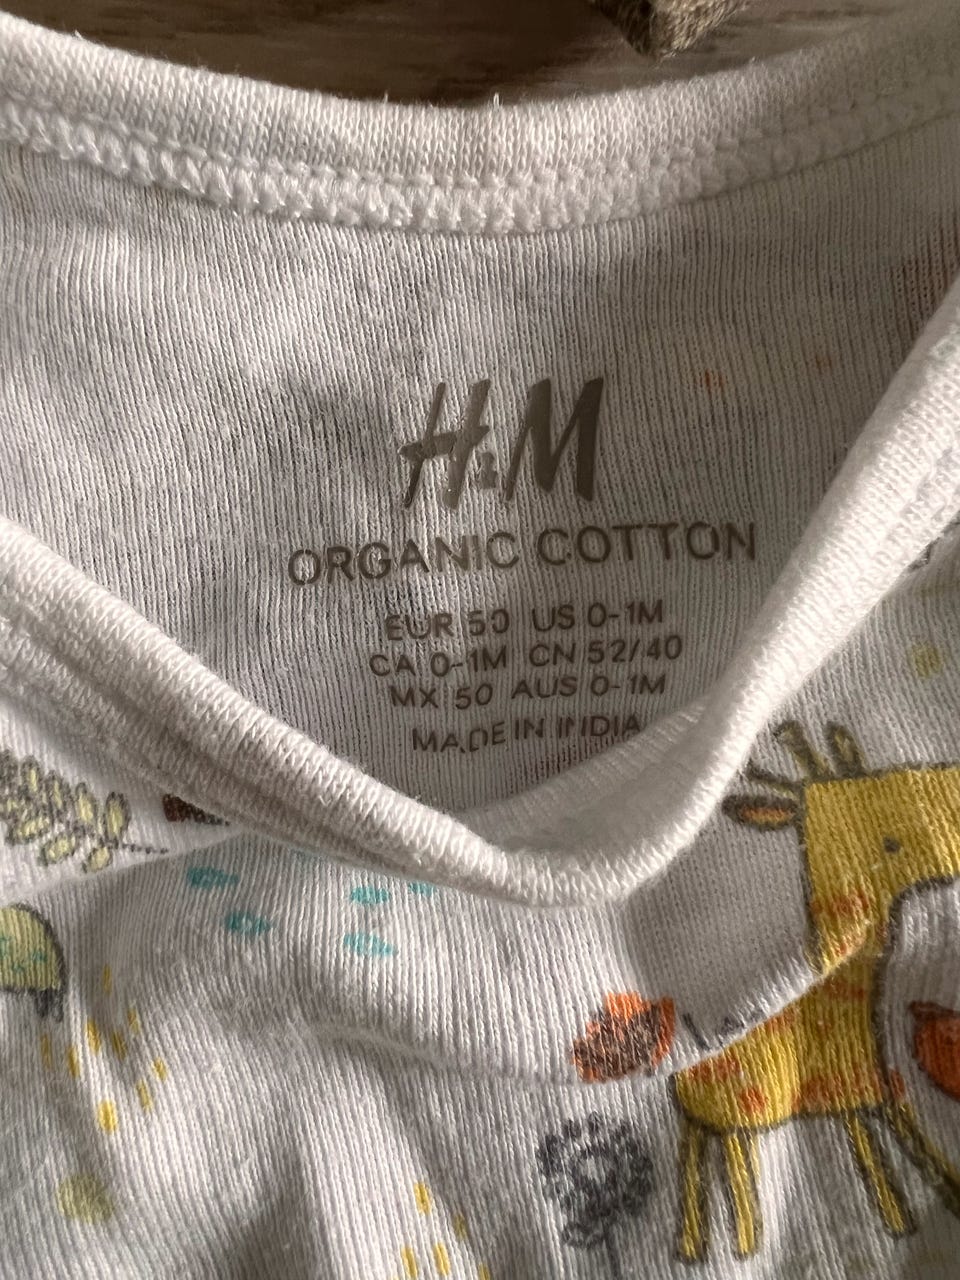 H&M
ORGANIC COTTON
EUR 50 US 0-1M
CA 0-1M CN 52/40
MX 50 AUS 0-1M
MADE IN INDIA